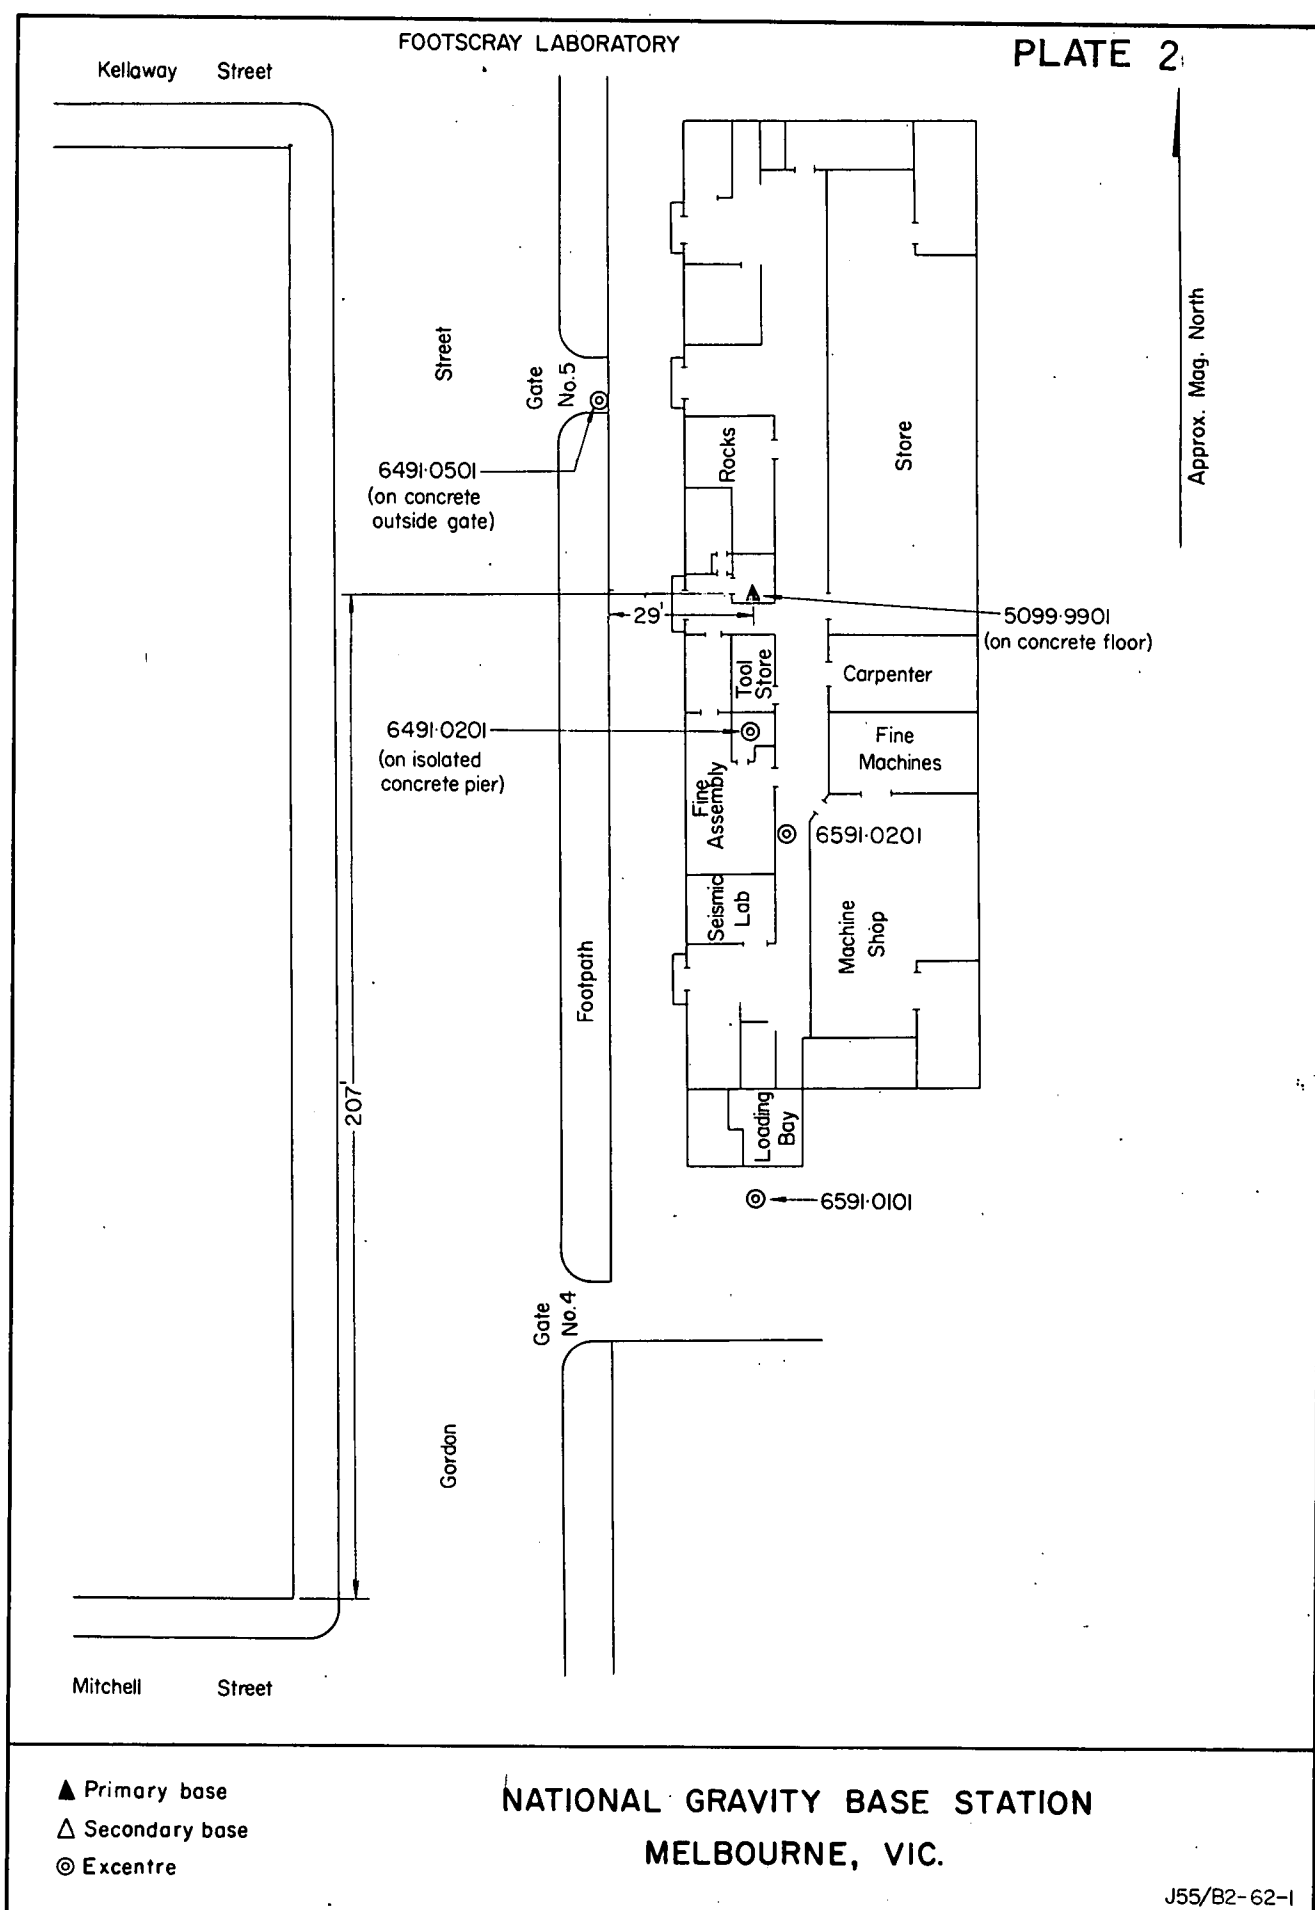 FOOTSCRAY LABORATORY
PLATE 2
Kellaway Street
Street
Gate
No.5
Approx. Mag. North
Rocks
Store
6491·0501
(on concrete
outside gate)
29'
5099·9901
(on concrete floor)
Tool
Store
Carpenter
6491·0201
(on isolated
concrete pier)
Fine
Machines
Fine
Assembly
6591·0201
Seismic
Lab
Machine
Shop
Footpath
207'
Loading
Bay
6591·0101
Gate
No.4
Gordon
Mitchell Street
Primary base
Secondary base
Excentre
NATIONAL GRAVITY BASE STATION
MELBOURNE, VIC.
J55/B2-62-1